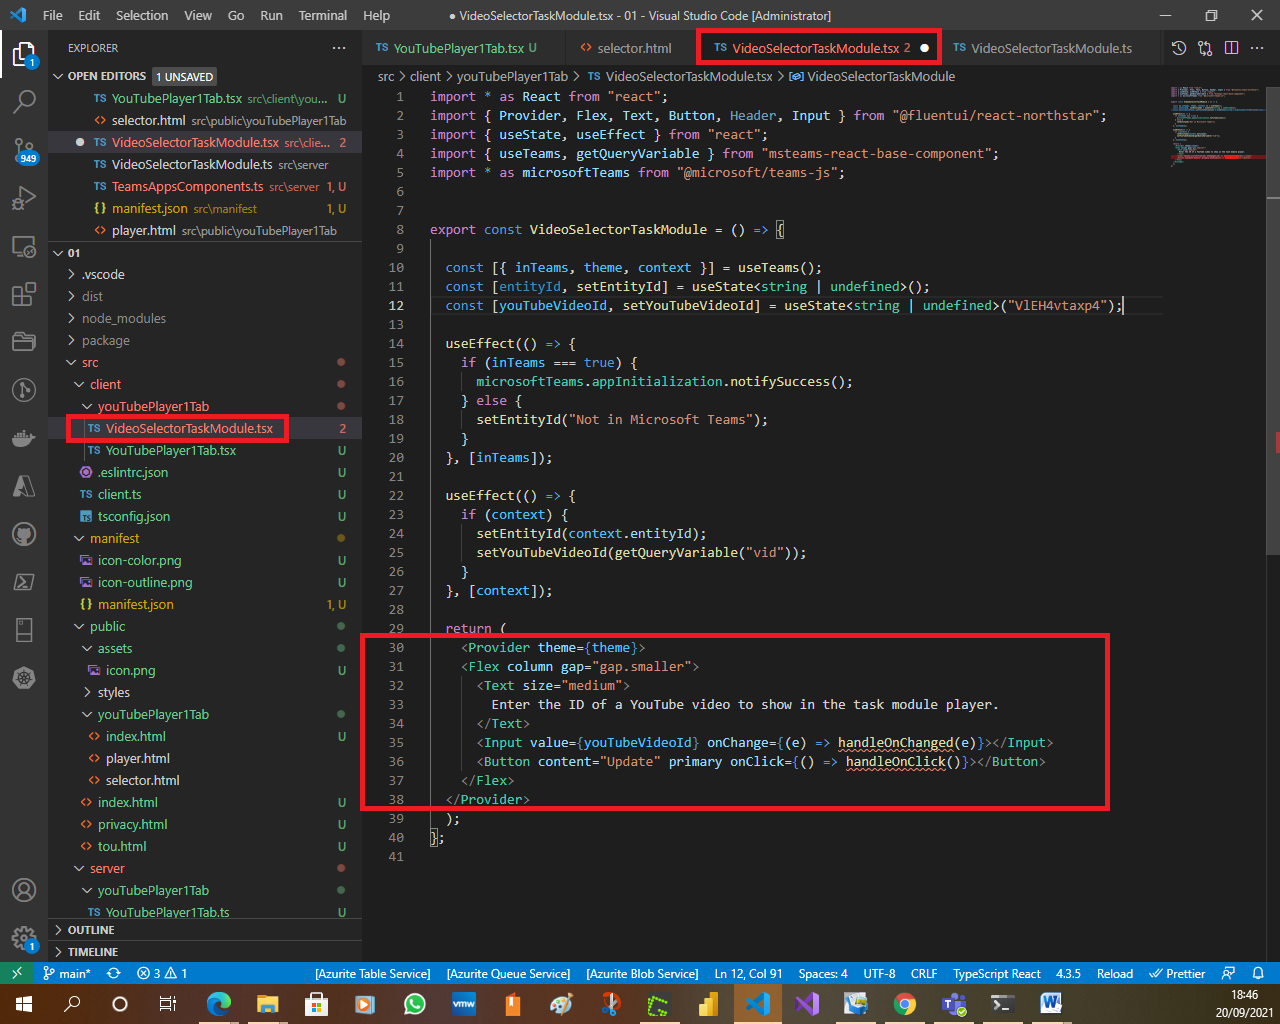 File Edit Selection View Go Run Terminal Help
● VideoSelectorTaskModule.tsx - 01 - Visual Studio Code [Administrator]
EXPLORER
OPEN EDITORS 1 UNSAVED
TS YouTubePlayer1Tab.tsx src\client\you... U
<> selector.html src\public\youTubePlayer1Tab
● TS VideoSelectorTaskModule.tsx src\clie... 2
TS VideoSelectorTaskModule.ts src\server
TS TeamsAppsComponents.ts src\server 1, U
{} manifest.json src\manifest 1, U
<> player.html src\public\youTubePlayer1Tab
01
.vscode
dist
node_modules
package
src
client
youTubePlayer1Tab
TS VideoSelectorTaskModule.tsx 2
TS YouTubePlayer1Tab.tsx U
.eslintrc.json U
TS client.ts U
TS tsconfig.json U
manifest
icon-color.png U
icon-outline.png U
{} manifest.json 1, U
public
assets
icon.png U
styles
youTubePlayer1Tab
<> index.html U
<> player.html
<> selector.html
<> index.html U
<> privacy.html U
<> tou.html U
server
youTubePlayer1Tab
TS YouTubePlayer1Tab.ts U
OUTLINE
TIMELINE
1
949
1
TS YouTubePlayer1Tab.tsx U
<> selector.html
TS VideoSelectorTaskModule.tsx 2 ●
TS VideoSelectorTaskModule.ts
src > client > youTubePlayer1Tab > TS VideoSelectorTaskModule.tsx > VideoSelectorTaskModule
1 import * as React from "react";
2 import { Provider, Flex, Text, Button, Header, Input } from "@fluentui/react-northstar";
3 import { useState, useEffect } from "react";
4 import { useTeams, getQueryVariable } from "msteams-react-base-component";
5 import * as microsoftTeams from "@microsoft/teams-js";
6
7
8 export const VideoSelectorTaskModule = () => {
9
10 const [{ inTeams, theme, context }] = useTeams();
11 const [entityId, setEntityId] = useState<string | undefined>();
12 const [youTubeVideoId, setYouTubeVideoId] = useState<string | undefined>("VlEH4vtaxp4");
13
14 useEffect(() => {
15 if (inTeams === true) {
16 microsoftTeams.appInitialization.notifySuccess();
17 } else {
18 setEntityId("Not in Microsoft Teams");
19 }
20 }, [inTeams]);
21
22 useEffect(() => {
23 if (context) {
24 setEntityId(context.entityId);
25 setYouTubeVideoId(getQueryVariable("vid"));
26 }
27 }, [context]);
28
29 return (
30 <Provider theme={theme}>
31 <Flex column gap="gap.smaller">
32 <Text size="medium">
33 Enter the ID of a YouTube video to show in the task module player.
34 </Text>
35 <Input value={youTubeVideoId} onChange={(e) => handleOnChanged(e)}></Input>
36 <Button content="Update" primary onClick={() => handleOnClick()}></Button>
37 </Flex>
38 </Provider>
39 );
40 };
41
main* 3 1 [Azurite Table Service] [Azurite Queue Service] [Azurite Blob Service] Ln 12, Col 91 Spaces: 4 UTF-8 CRLF TypeScript React 4.3.5 Reload Prettier
vmw
18:46
20/09/2021